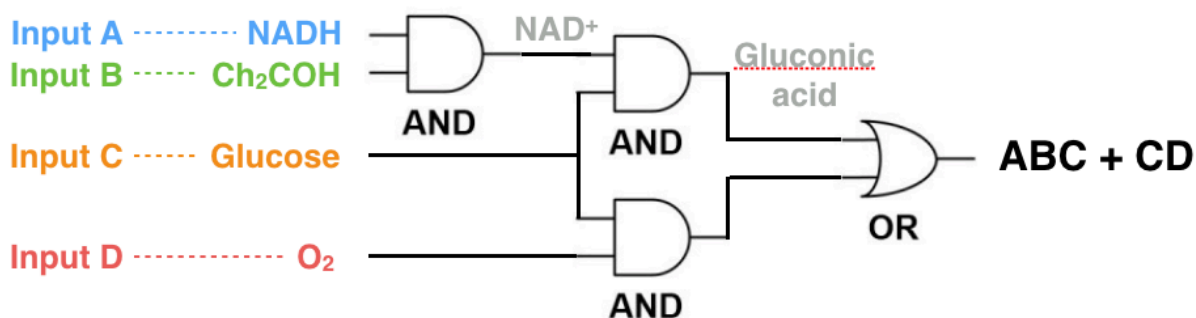 Input A ---------- NADH
Input B ------ Ch₂COH
Input C ------ Glucose
Input D -------------- O₂
NAD⁺
AND
AND
AND
Gluconic
acid
OR
ABC + CD